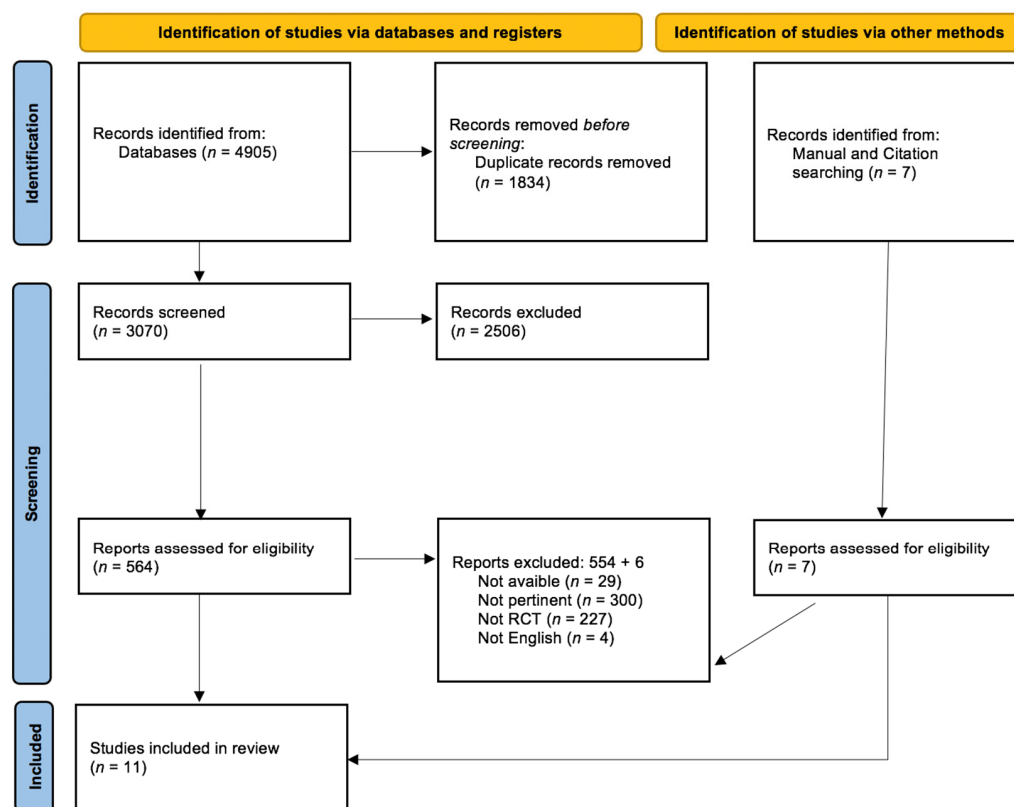 Identification of studies via databases and registers
Identification of studies via other methods
Identification
Records identified from:
Databases (n = 4905)
Records removed before
screening:
Duplicate records removed
(n = 1834)
Records identified from:
Manual and Citation
searching (n = 7)
Screening
Records screened
(n = 3070)
Records excluded
(n = 2506)
Reports assessed for eligibility
(n = 564)
Reports excluded: 554 + 6
Not avaible (n = 29)
Not pertinent (n = 300)
Not RCT (n = 227)
Not English (n = 4)
Reports assessed for eligibility
(n = 7)
Included
Studies included in review
(n = 11)